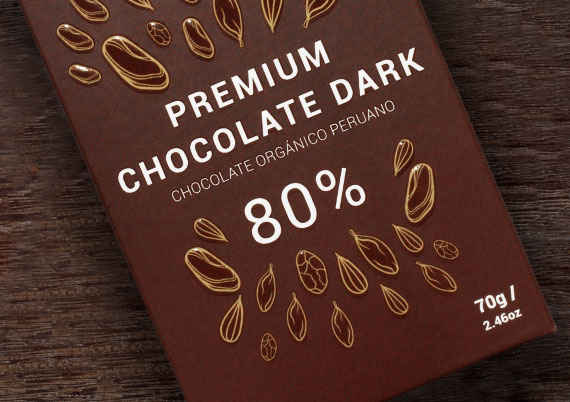 PREMIUM
CHOCOLATE DARK
CHOCOLATE ORGÁNICO PERUANO
80%
70g /
2.46oz